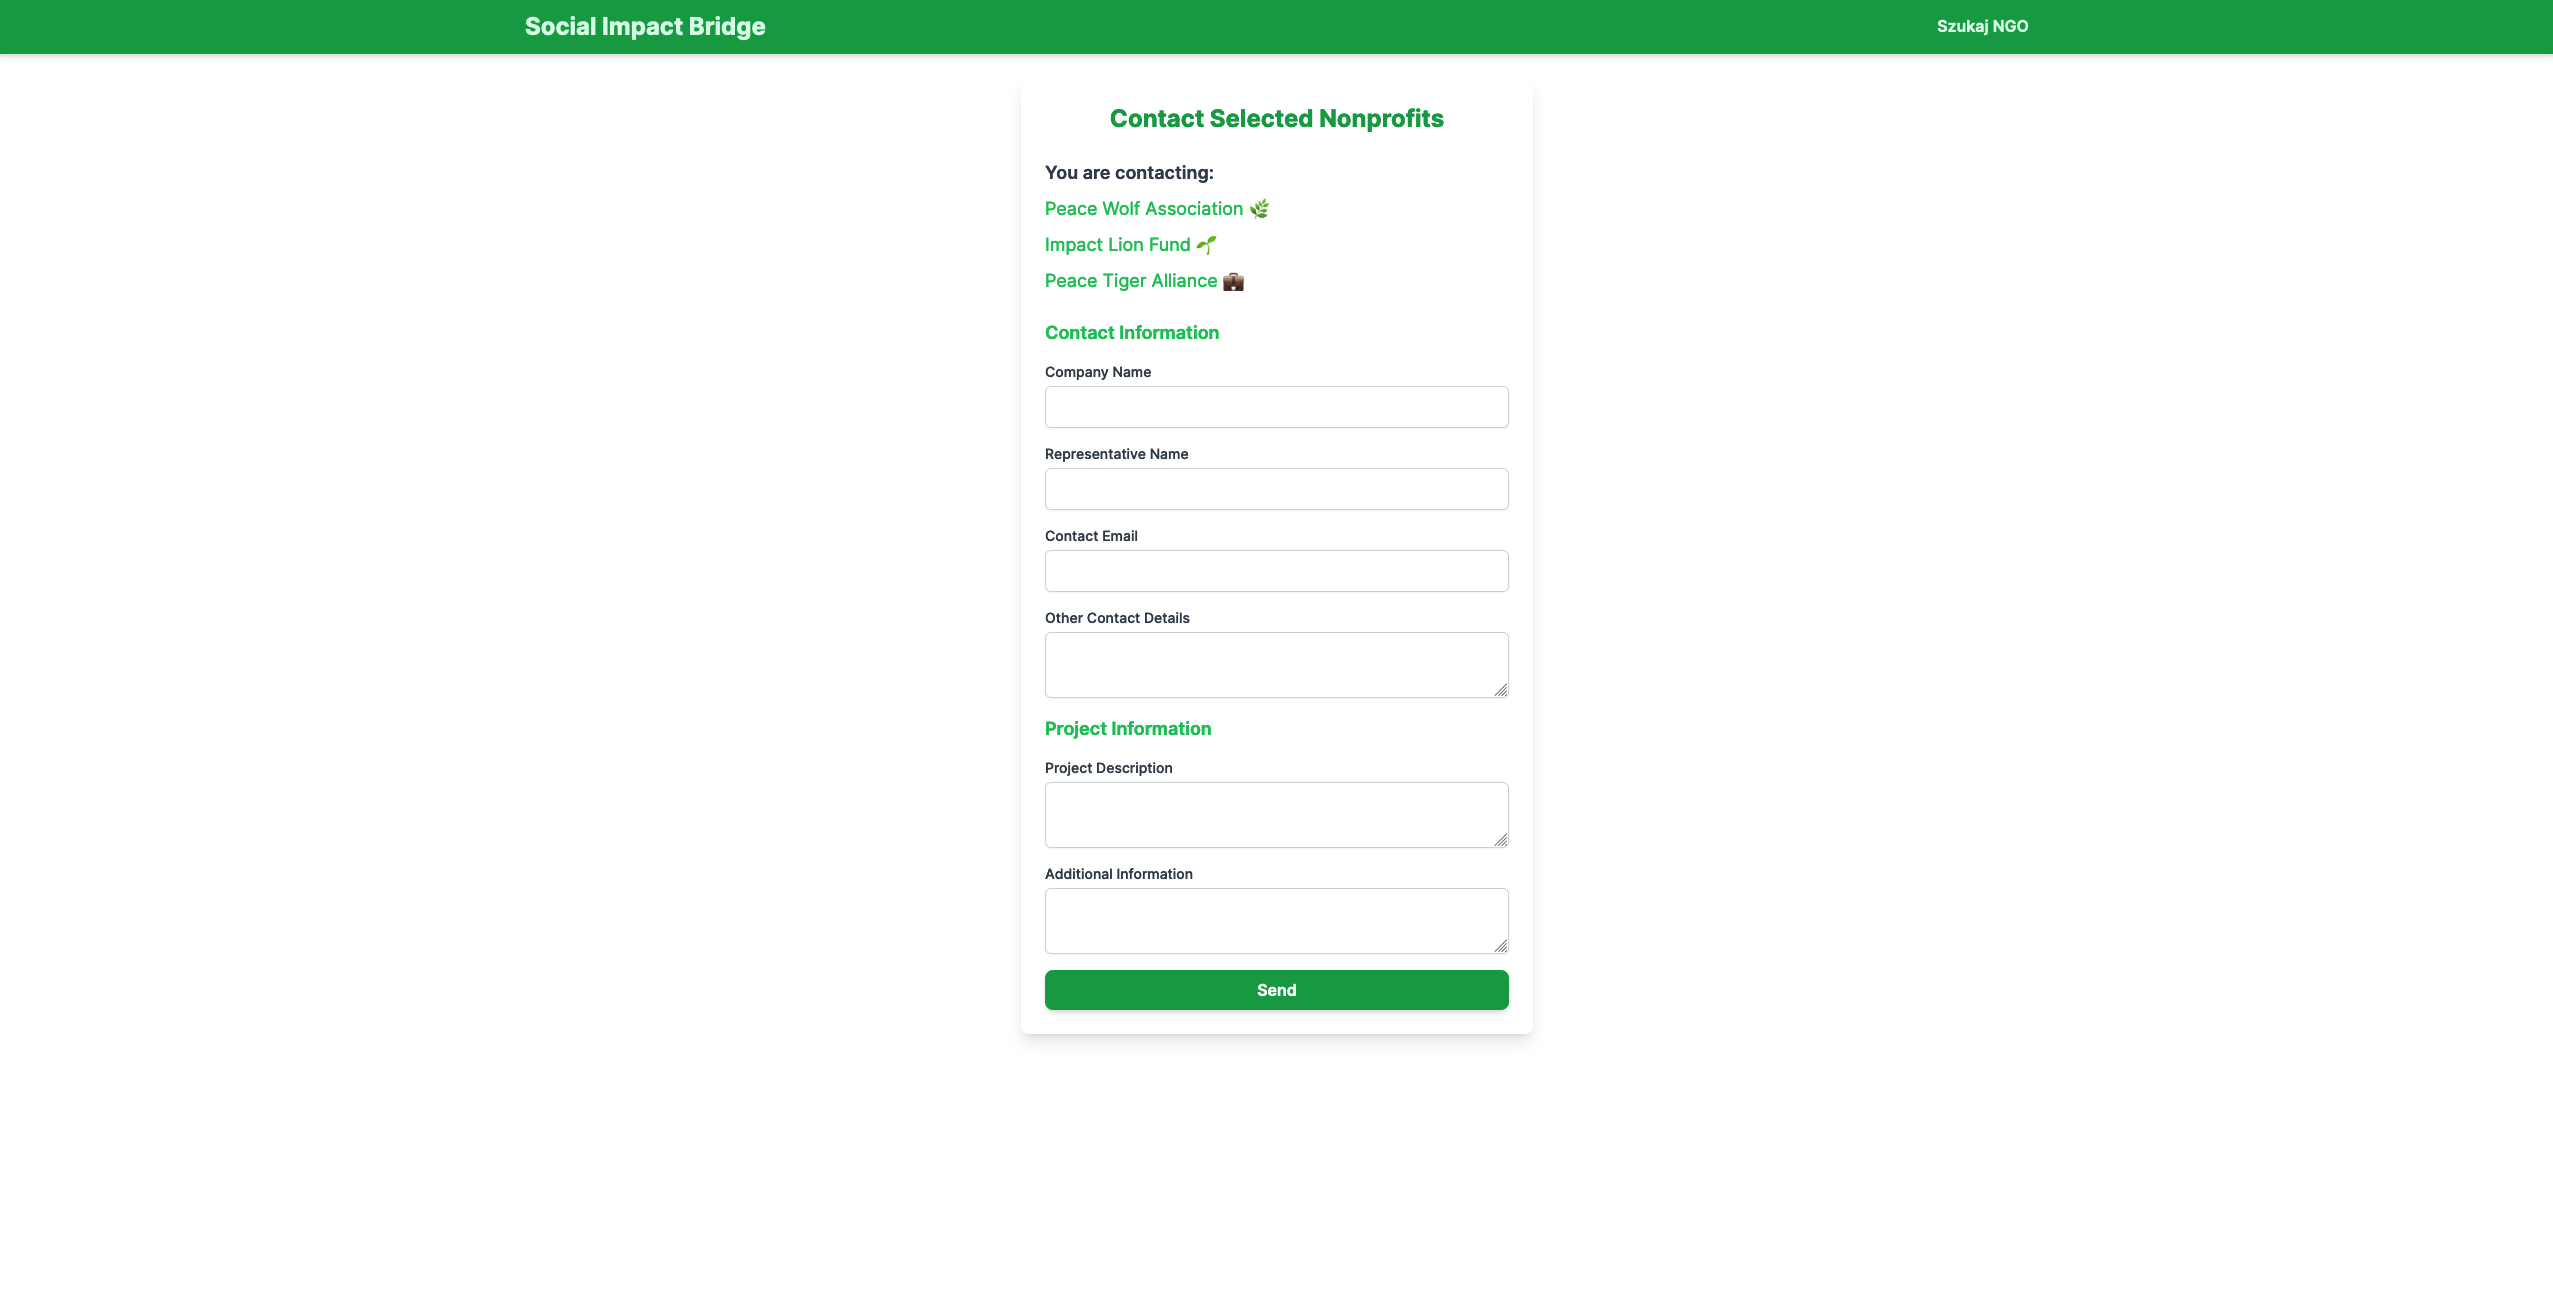 Social Impact Bridge
Szukaj NGO
Contact Selected Nonprofits
You are contacting:
Peace Wolf Association 🌿
Impact Lion Fund 🌱
Peace Tiger Alliance 💼
Contact Information
Company Name
Representative Name
Contact Email
Other Contact Details
Project Information
Project Description
Additional Information
Send